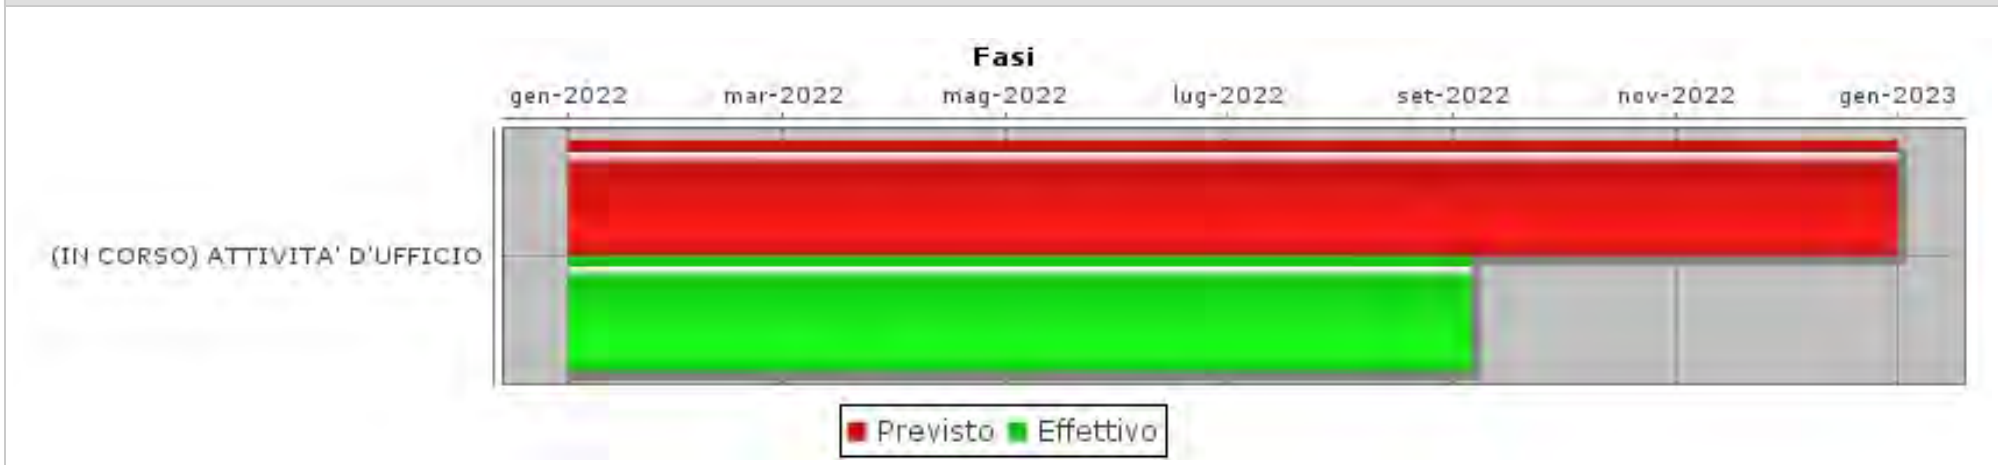 Fasi
gen-2022 mar-2022 mag-2022 lug-2022 set-2022 nov-2022 gen-2023
(IN CORSO) ATTIVITA' D'UFFICIO
Previsto Effettivo